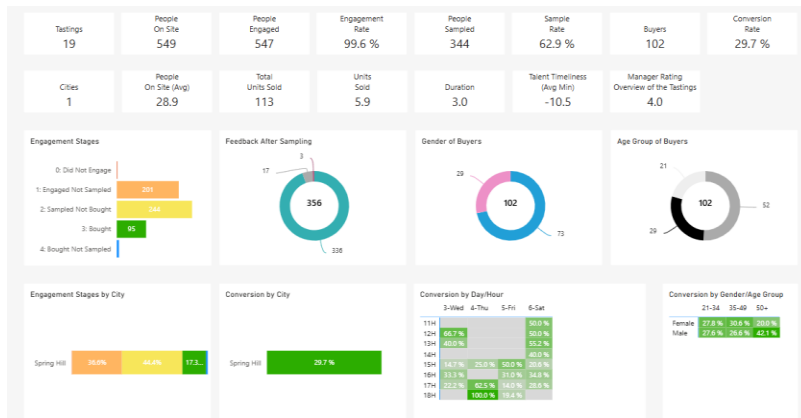 Tastings
19
People
On Site
549
People
Engaged
547
Engagement
Rate
99.6 %
People
Sampled
344
Sample
Rate
62.9 %
Buyers
102
Conversion
Rate
29.7 %
Cities
1
People
On Site (Avg)
28.9
Total
Units Sold
113
Units
Sold
5.9
Duration
3.0
Talent Timeliness
(Avg Min)
-10.5
Manager Rating
Overview of the Tastings
4.0
Engagement Stages
0: Did Not Engage
1: Engaged Not Sampled 201
2: Sampled Not Bought 244
3: Bought 95
4: Bought Not Sampled
Feedback After Sampling
3
17
356
336
Gender of Buyers
29
102
73
Age Group of Buyers
21
102
52
29
Engagement Stages by City
Spring Hill 44.4% 17.3...
Conversion by City
Spring Hill 29.7 %
Conversion by Day/Hour
3-Wed 4-Thu 5-Fri 6-Sat
11H 50.0 %
12H 66.7 % 50.0 %
13H 40.0 % 55.2 %
14H 40.0 %
15H 14.7 % 25.0 % 50.0 % 20.6 %
16H 33.3 % 31.0 % 34.6 %
17H 22.2 % 62.5 % 14.0 % 28.6 %
18H 100.0 % 19.4 %
Conversion by Gender/Age Group
21-34 35-49 50+
Female 27.8 % 30.6 % 20.0 %
Male 27.6 % 26.6 % 42.1 %